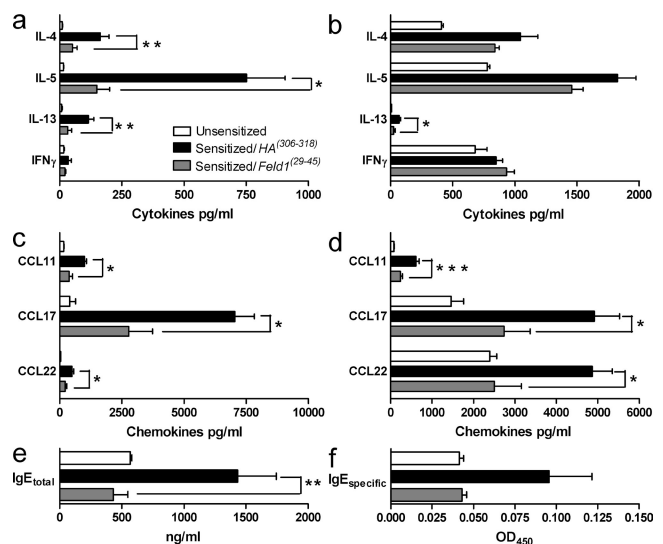 a
IL-4
IL-5
IL-13
IFNγ
**
*
**
Unsensitized
Sensitized/HA(306-318)
Sensitized/Feld1(29-45)
0 250 500 750 1000
Cytokines pg/ml
b
IL-4
IL-5
IL-13
IFNγ
*
0 500 1000 1500 2000
Cytokines pg/ml
c
CCL11
CCL17
CCL22
*
*
*
0 2500 5000 7500 10000
Chemokines pg/ml
d
CCL11
CCL17
CCL22
***
*
*
0 1000 2000 3000 4000 5000 6000
Chemokines pg/ml
e
IgEtotal
**
0 500 1000 1500 2000
ng/ml
f
IgEspecific
0.000 0.025 0.050 0.075 0.100 0.125 0.150
OD450